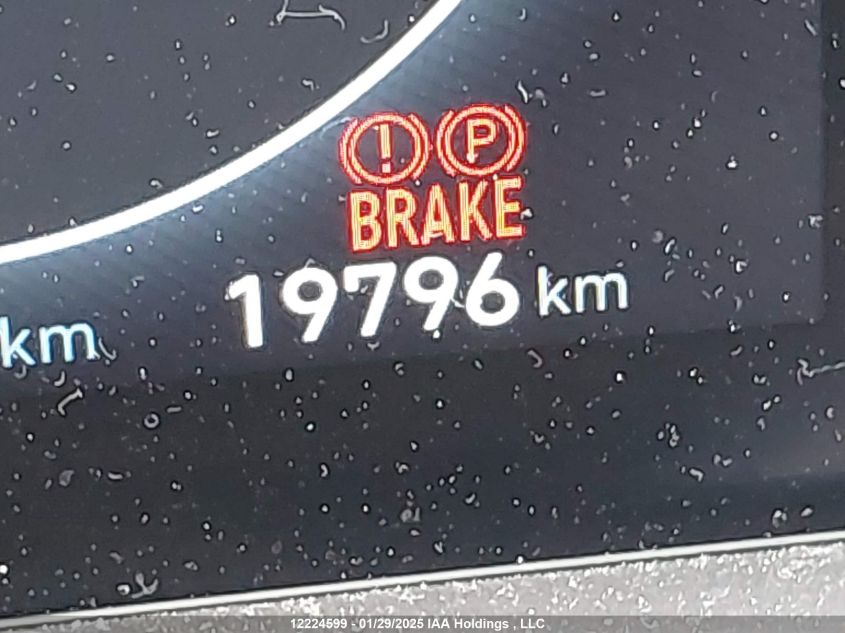 ! P
BRAKE
19796 km
km
12224599 - 01/29/2025 IAA Holdings , LLC